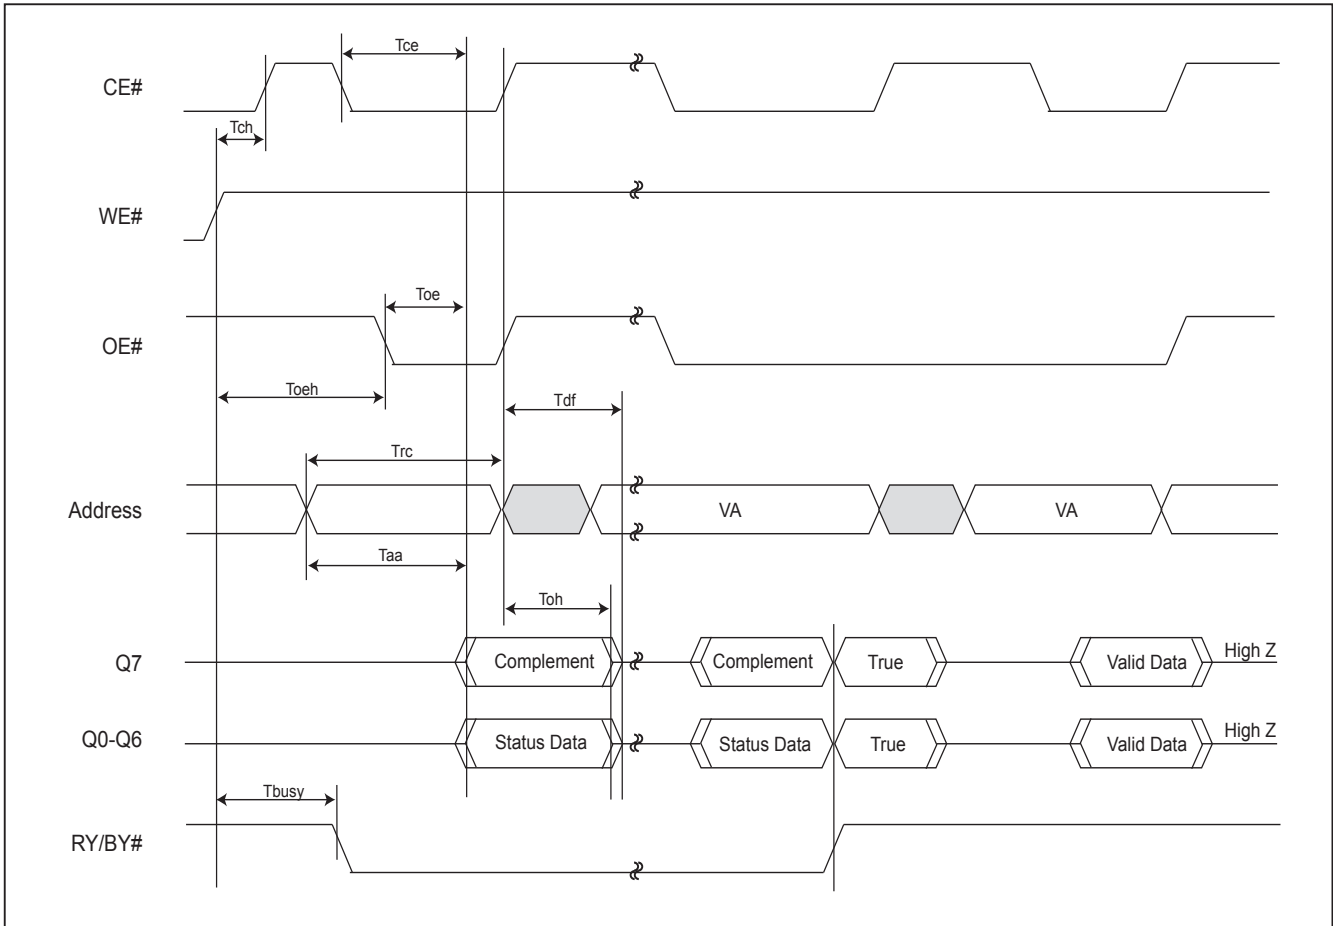 Tce
CE#
Tch
WE#
Toe
OE#
Toeh
Tdf
Trc
Address
VA
VA
Taa
Toh
Q7
Complement
Complement
True
Valid Data
High Z
Q0-Q6
Status Data
Status Data
True
Valid Data
High Z
Tbusy
RY/BY#